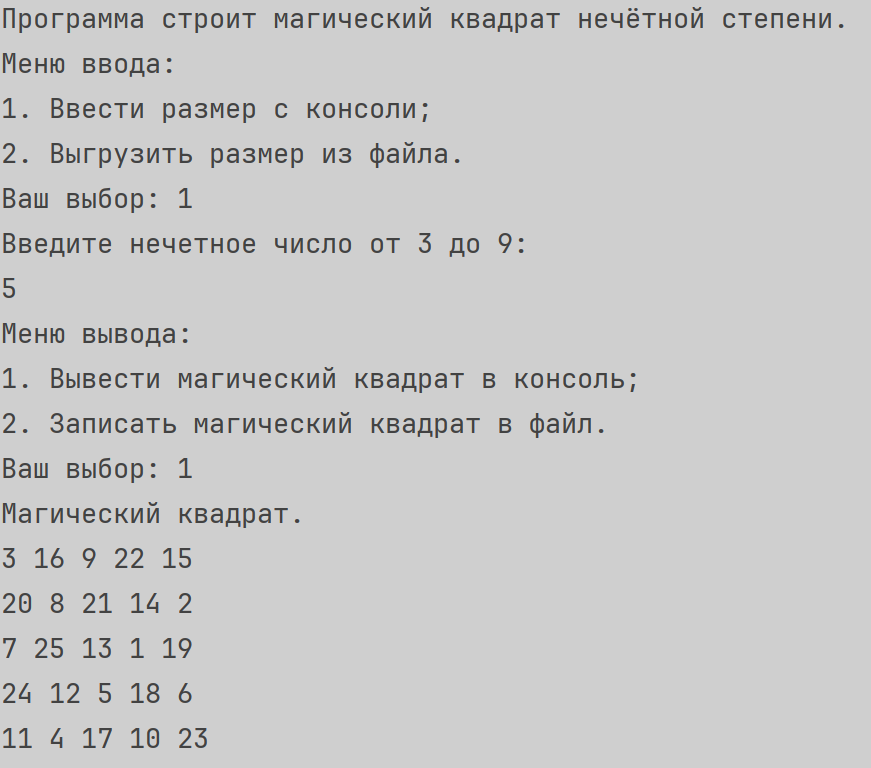 Программа строит магический квадрат нечётной степени.
Меню ввода:
1. Ввести размер с консоли;
2. Выгрузить размер из файла.
Ваш выбор: 1
Введите нечетное число от 3 до 9:
5
Меню вывода:
1. Вывести магический квадрат в консоль;
2. Записать магический квадрат в файл.
Ваш выбор: 1
Магический квадрат.
3 16 9 22 15
20 8 21 14 2
7 25 13 1 19
24 12 5 18 6
11 4 17 10 23